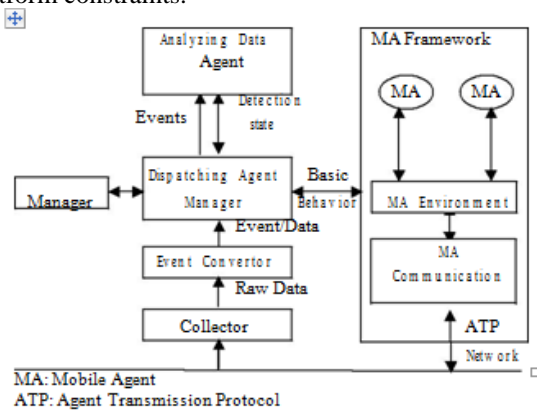 tform constraints.
Analyzing Data
Agent
MA Framework
MA
MA
Events
Detection
state
Dispatching Agent
Manager
Basic
Behavior
Manager
MA Environment
Event/Data
Event Convertor
MA
Communication
Raw Data
Collector
ATP
Network
MA: Mobile Agent
ATP: Agent Transmission Protocol